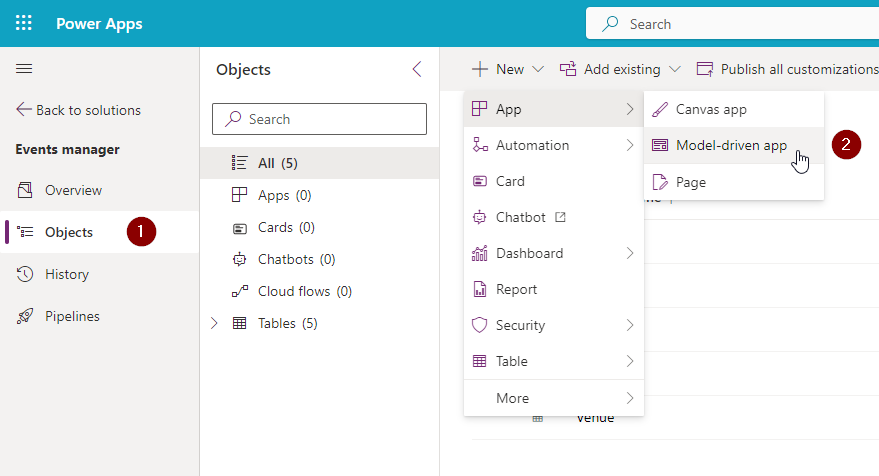 Power Apps
Search
Back to solutions
Events manager
Overview
Objects
1
History
Pipelines
Objects
Search
All (5)
Apps (0)
Cards (0)
Chatbots (0)
Cloud flows (0)
Tables (5)
New
Add existing
Publish all customizations
App
Automation
Card
Chatbot
Dashboard
Report
Security
Table
More
Canvas app
Model-driven app
2
Page
Venue